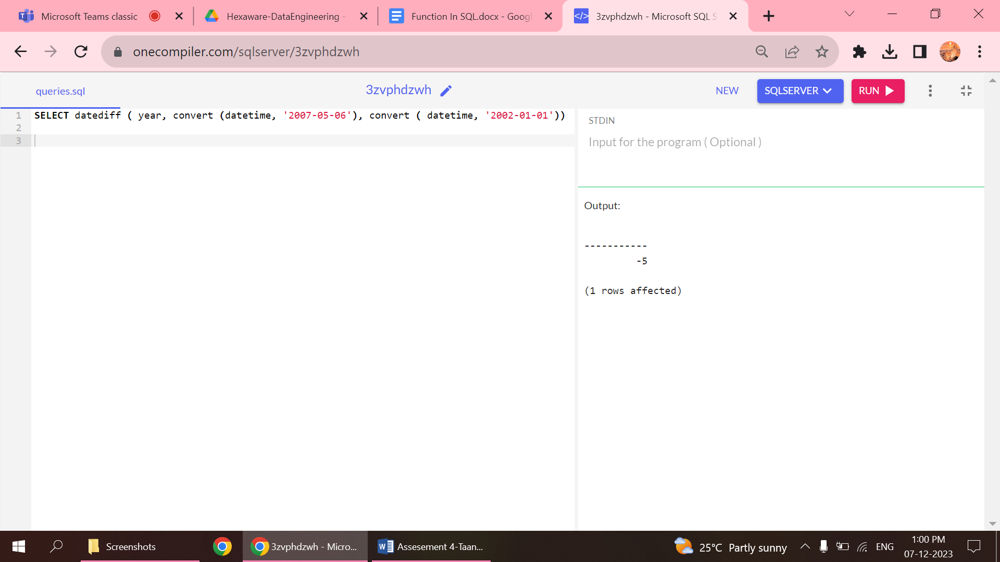 Microsoft Teams classic
Hexaware-DataEngineering -
Function In SQL.docx - Googl
3zvphdzwh - Microsoft SQL S
onecompiler.com/sqlserver/3zvphdzwh
queries.sql
3zvphdzwh
NEW
SQLSERVER
RUN
1 SELECT datediff ( year, convert (datetime, '2007-05-06'), convert ( datetime, '2002-01-01'))
2
3
STDIN
Input for the program ( Optional )
Output:
-----------
-5
(1 rows affected)
Screenshots
3zvphdzwh - Micro...
Assesement 4-Taan...
25°C Partly sunny
ENG
1:00 PM
07-12-2023